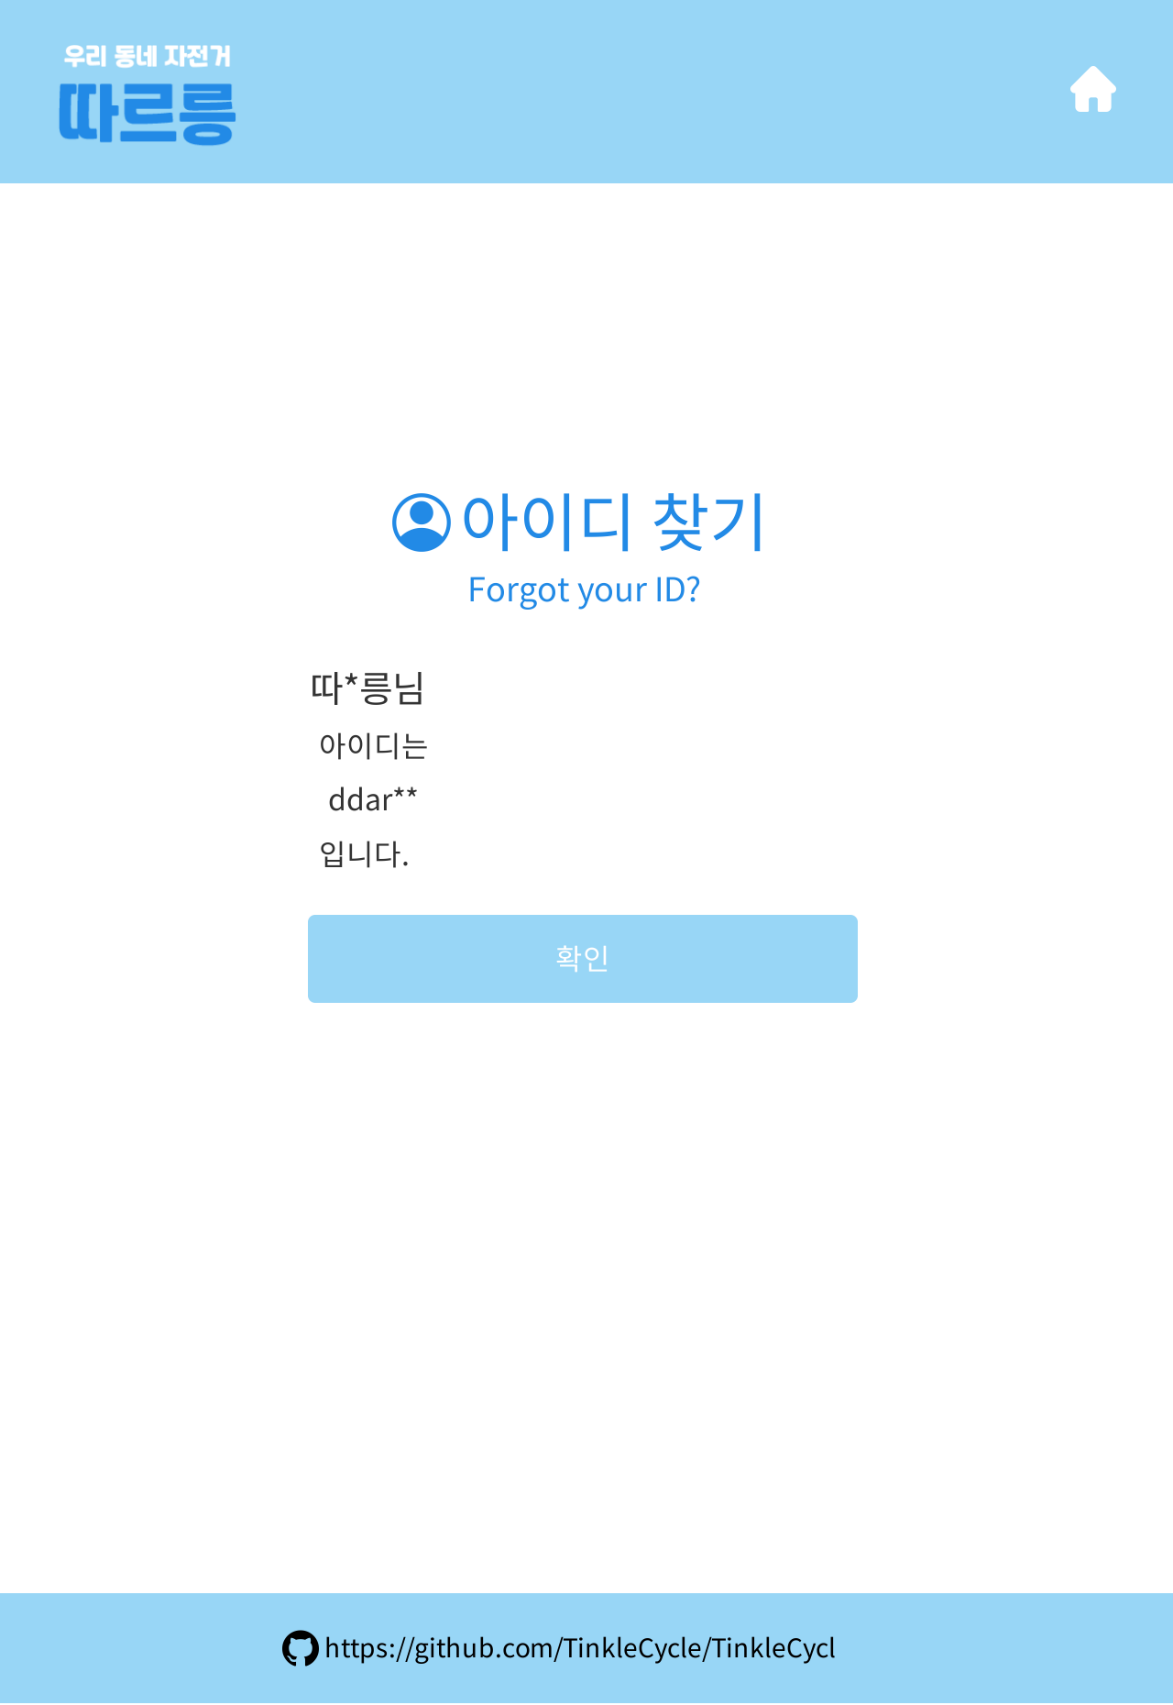 우리 동네 자전거
따르릉
아이디 찾기
Forgot your ID?
따*릉님
아이디는
ddar**
입니다.
확인
https://github.com/TinkleCycle/TinkleCycl